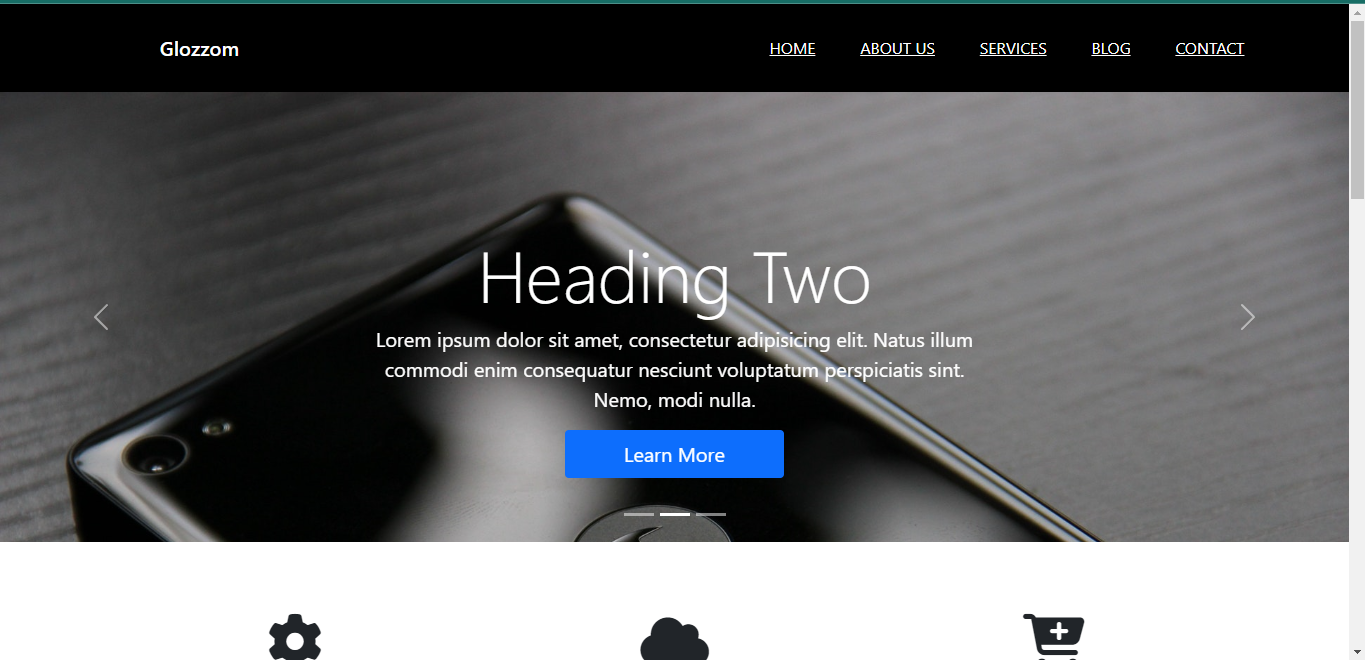 Glozzom
HOME ABOUT US SERVICES BLOG CONTACT
Heading Two
Lorem ipsum dolor sit amet, consectetur adipisicing elit. Natus illum
commodi enim consequatur nesciunt voluptatum perspiciatis sint.
Nemo, modi nulla.
Learn More